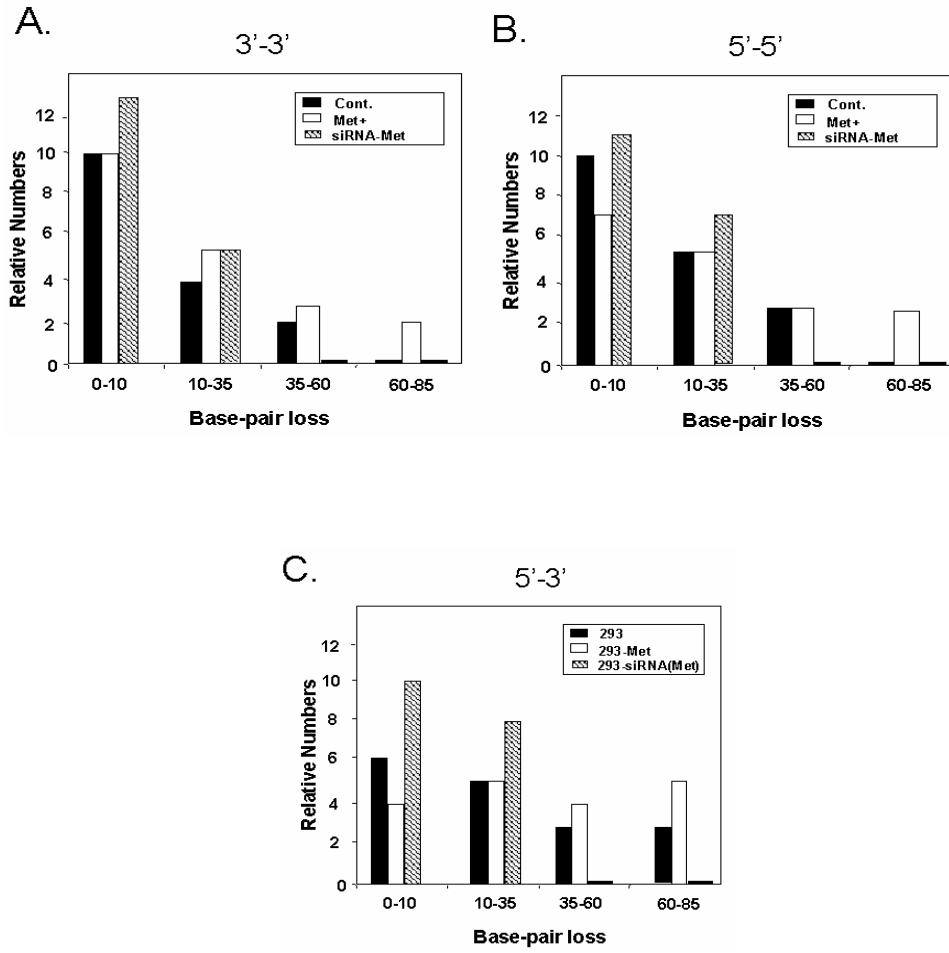 A.
3’-3’
Cont.
Met+
siRNA-Met
Relative Numbers
12
10
8
6
4
2
0
0-10 10-35 35-60 60-85
Base-pair loss
B.
5’-5’
Cont.
Met+
siRNA-Met
Relative Numbers
12
10
8
6
4
2
0
0-10 10-35 35-60 60-85
Base-pair loss
C.
5’-3’
293
293-Met
293-siRNA(Met)
Relative Numbers
12
10
8
6
4
2
0
0-10 10-35 35-60 60-85
Base-pair loss